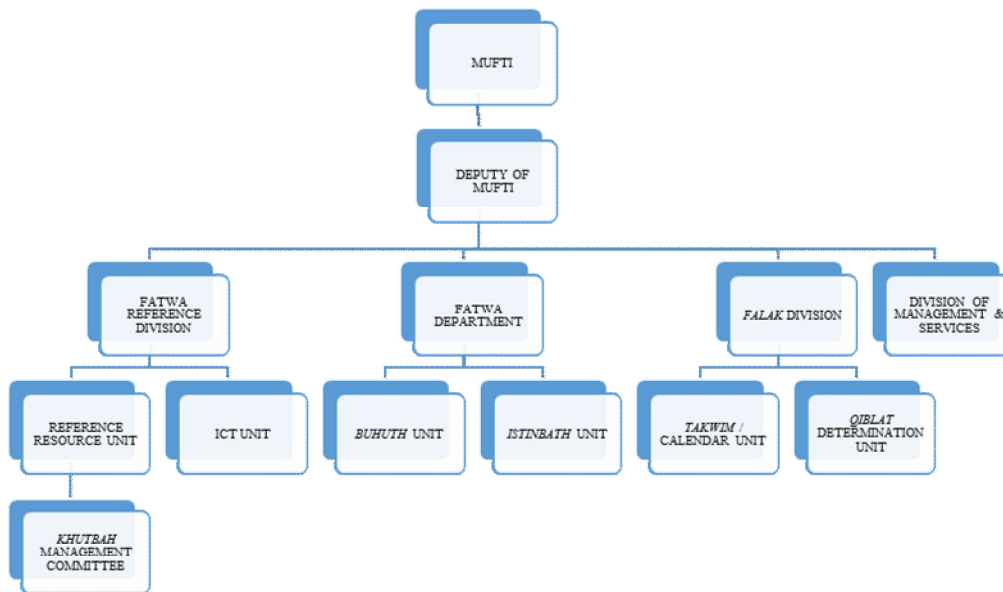 MUFTI
DEPUTY OF
MUFTI
FATWA
REFERENCE
DIVISION
FATWA
DEPARTMENT
FALAK DIVISION
DIVISION OF
MANAGEMENT &
SERVICES
REFERENCE
RESOURCE UNIT
ICT UNIT
BUHUTH UNIT
ISTINBATH UNIT
TAKWIM /
CALENDAR UNIT
QIBLAT
DETERMINATION
UNIT
KHUTBAH
MANAGEMENT
COMMITTEE